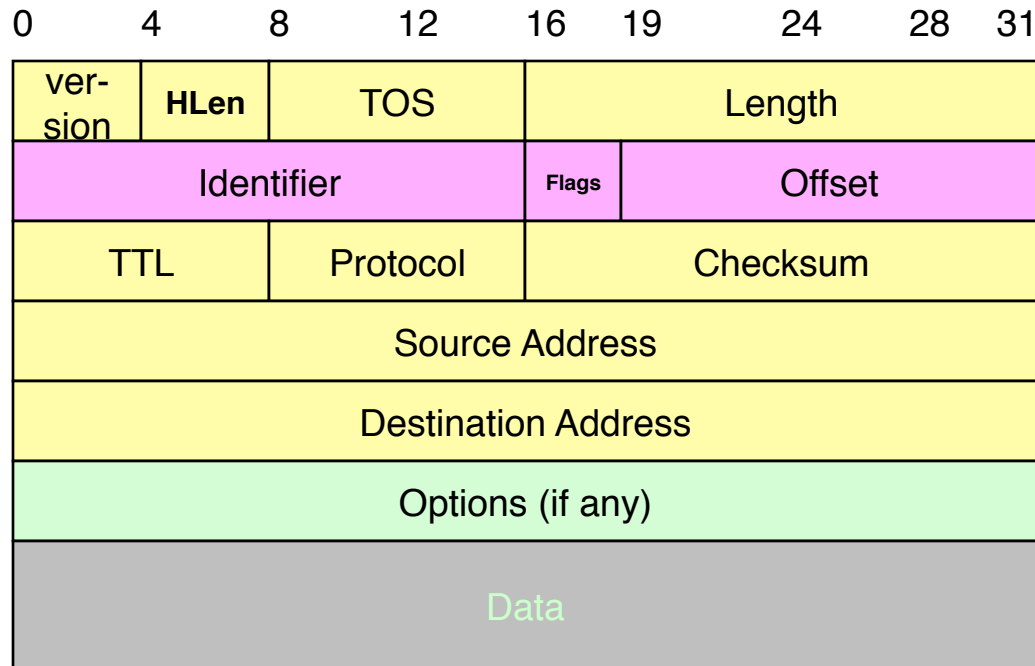 0 4 8 12 16 19 24 28 31
ver-
sion HLen TOS Length
Identifier Flags Offset
TTL Protocol Checksum
Source Address
Destination Address
Options (if any)
Data